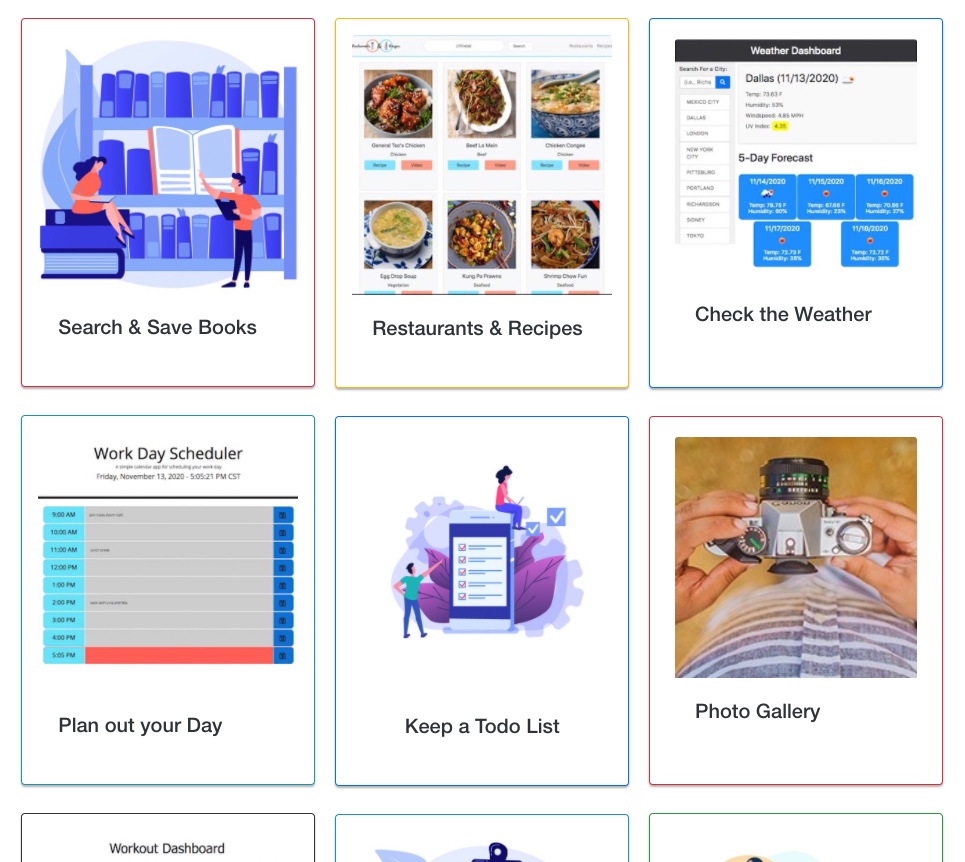 Search & Save Books
chinese
Search
Restaurants
Recipes
General Tso's Chicken
Beef Lo Mein
Chicken Congee
Chicken
Beef
Chicken
Recipe
Video
Recipe
Video
Recipe
Video
Egg Drop Soup
Kung Po Prawns
Shrimp Chow Fun
Vegetarian
Seafood
Seafood
Restaurants & Recipes
Weather Dashboard
Search For a City:
Dallas (11/13/2020)
Temp: 73.63 F
Humidity: 53%
Windspeed: 4.85 MPH
UV Index: 4.35
MEXICO CITY
DALLAS
LONDON
NEW YORK
CITY
PITTSBURG
PORTLAND
RICHARDSON
SIDNEY
TOKYO
5-Day Forecast
11/14/2020
11/15/2020
11/16/2020
Temp: 78.78 F
Temp: 67.66 F
Temp: 70.86 F
Humidity: 60%
Humidity: 23%
Humidity: 27%
11/17/2020
11/18/2020
Temp: 72.73 F
Temp: 73.72 F
Humidity: 35%
Humidity: 35%
Check the Weather
Work Day Scheduler
A simple calendar app for scheduling your work day
Friday, November 13, 2020 - 5:05:21 PM CST
9:00 AM
10:00 AM
11:00 AM
12:00 PM
1:00 PM
2:00 PM
3:00 PM
4:00 PM
5:05 PM
Plan out your Day
Keep a Todo List
Canon
Photo Gallery
Workout Dashboard